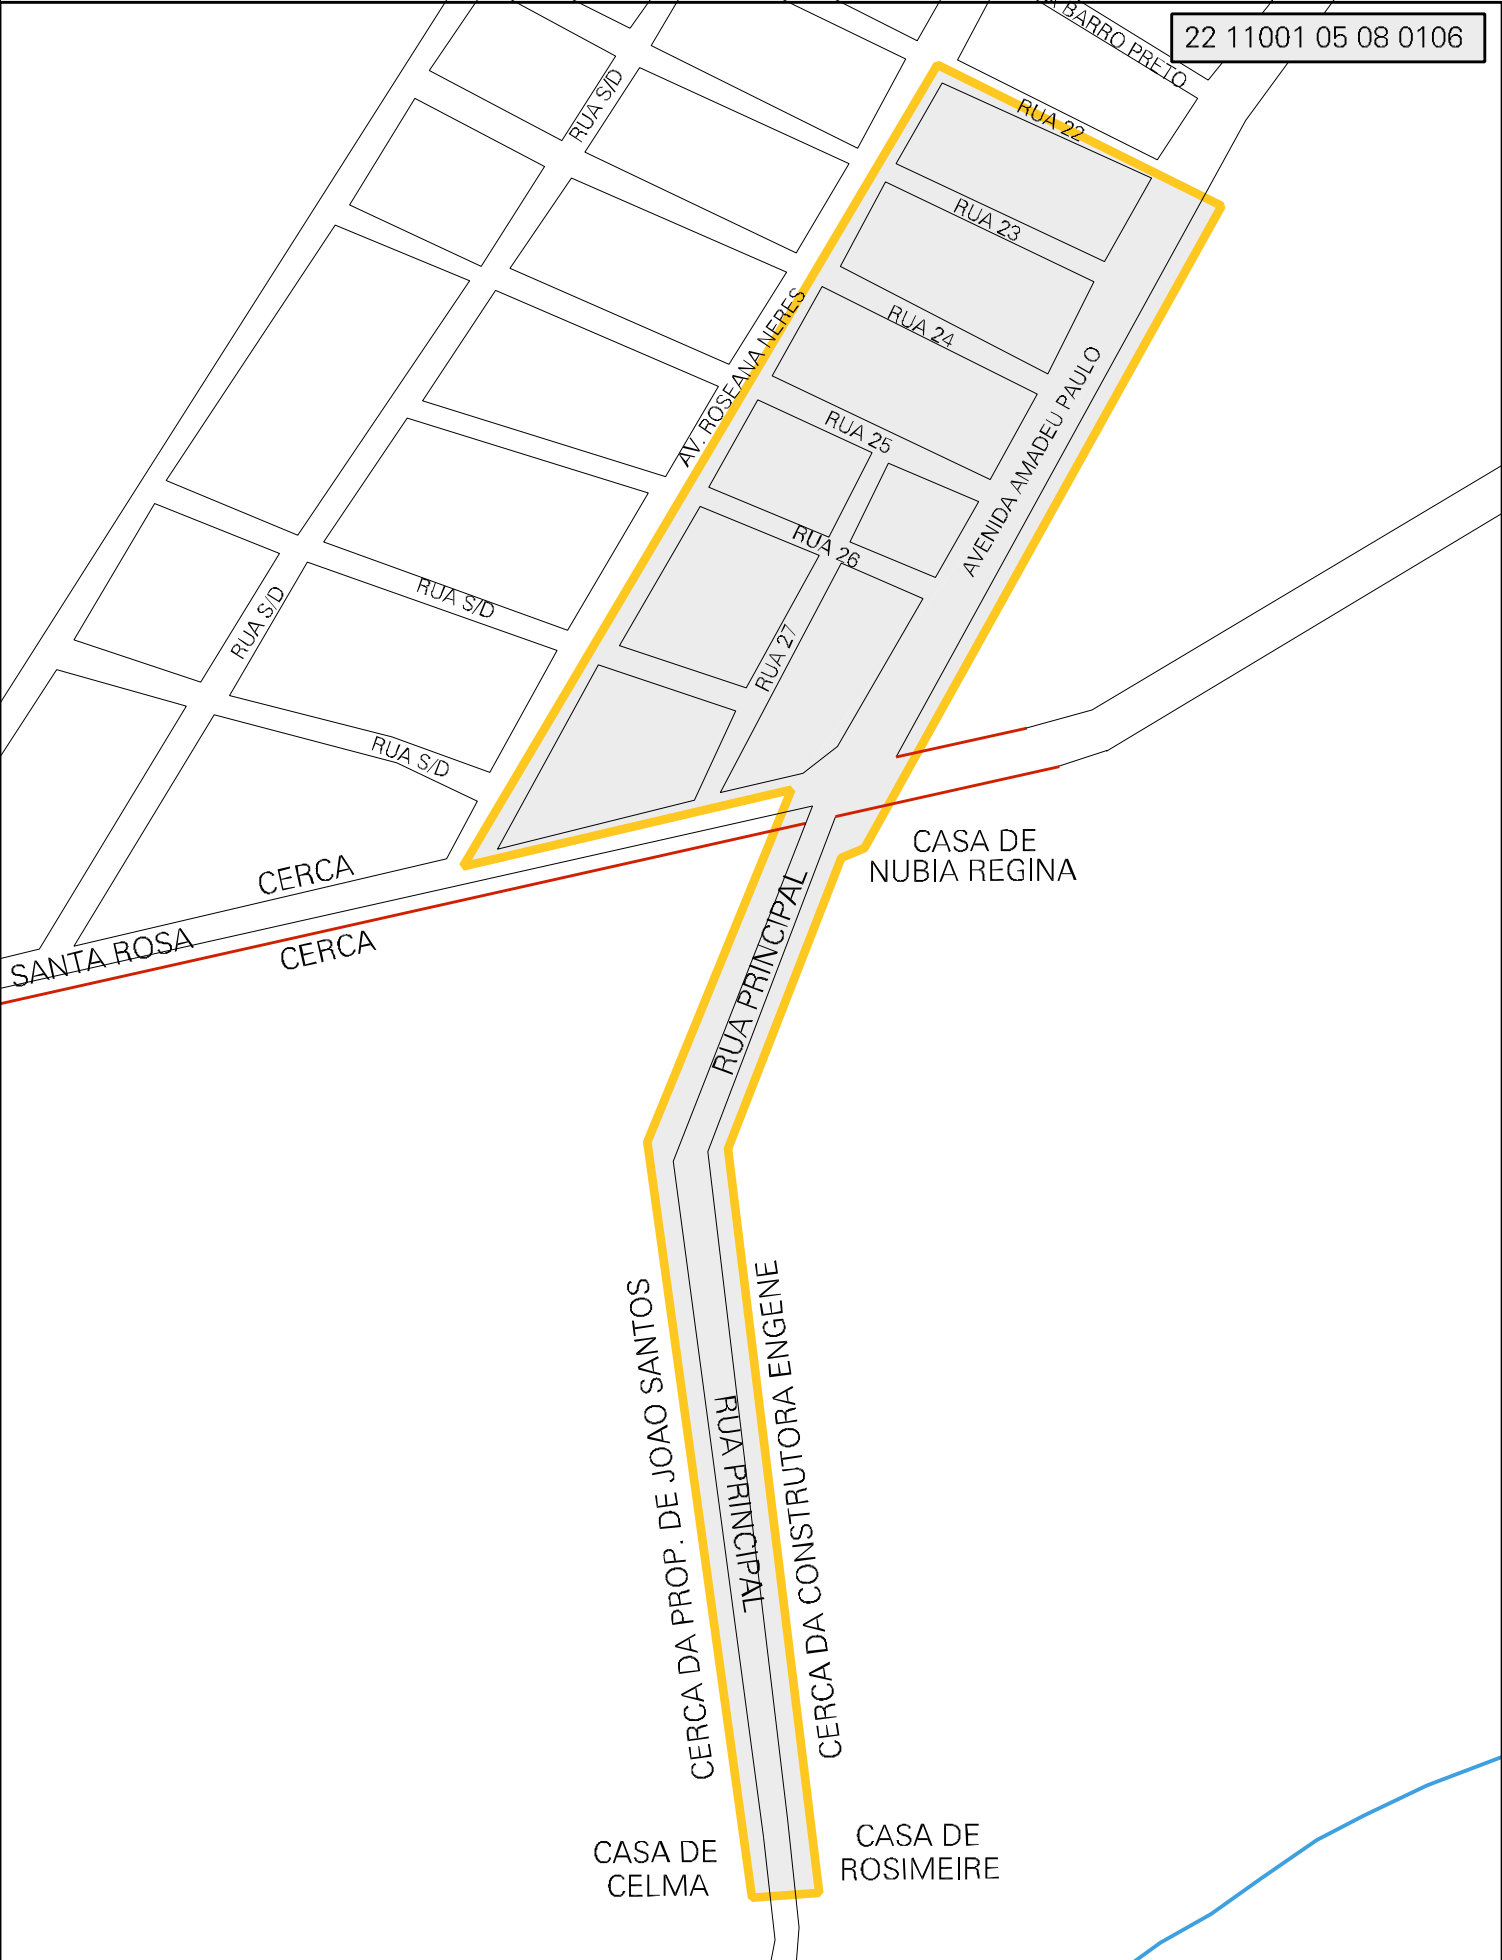 BARRO PRETO
22 11001 05 08 0106
RUA S/D
RUA 22
RUA 23
AV. ROSEANA NERES
RUA 24
AVENIDA AMADEU PAULO
RUA 25
RUA 26
RUA S/D
RUA S/D
RUA 27
RUA S/D
CASA DE
NUBIA REGINA
CERCA
SANTA ROSA
CERCA
RUA PRINCIPAL
CERCA DA PROP. DE JOAO SANTOS
RUA PRINCIPAL
CERCA DA CONSTRUTORA ENGENE
CASA DE
CELMA
CASA DE
ROSIMEIRE